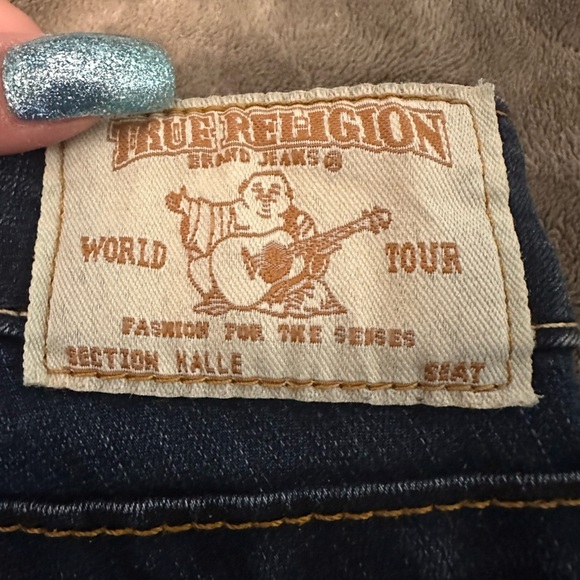 TRUE RELIGION
BRAND JEANS®
WORLD TOUR
FASHION FOR THE SENSES
SECTION HALLE SEAT